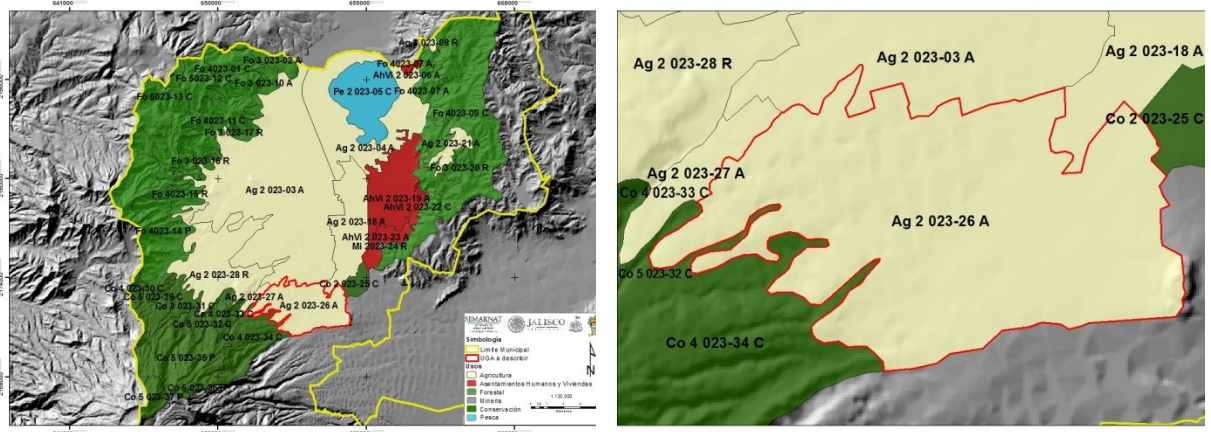 Ag 2 023-08 R
Fo 3 023-02 A
Fo 4023-01 C
Fo 4023-07 A
AhVi 2 023-06 A
Fo 5023-12 C
Fo 3 023-10 A
Pe 2 023-05 C
Fo 4023-07 A
Fo 5023-13 C
Fo 4023-09 C
Fo 4023-11 C
Fo 3 023-17 R
Ag 2 023-04 A
Ag 2 023-21 A
Fo 3 023-16 R
Fo 3 023-20 R
Ag 2 023-03 A
Fo 4023-15 R
AhVi 2 023-19 A
AhVi 2 023-22 C
Ag 2 023-18 A
Fo 4023-14 P
AhVi 2 023-23 A
Mi 2023-24 R
Ag 2 023-28 R
Co 2 023-25 C
Co 4 023-30 C
Co 5 023-29 C
Ag 2 023-27 A
Co 3 023-31 C
Ag 2 023-26 A
Co 4 023-33 C
Co 5 023-32 C
Co 4 023-34 C
Co 5 023-35 P
SEMARNAT
JALISCO
Simbología
Límite Municipal
UGA a describir
Usos
Agricultura
Asentamientos Humanos y Viviendas
Forestal
Minería
Conservación
Pesca
Ag 2 023-28 R
Ag 2 023-03 A
Ag 2 023-18 A
Co 2 023-25 C
Ag 2 023-27 A
Co 4 023-33 C
Ag 2 023-26 A
Co 5 023-32 C
Co 4 023-34 C